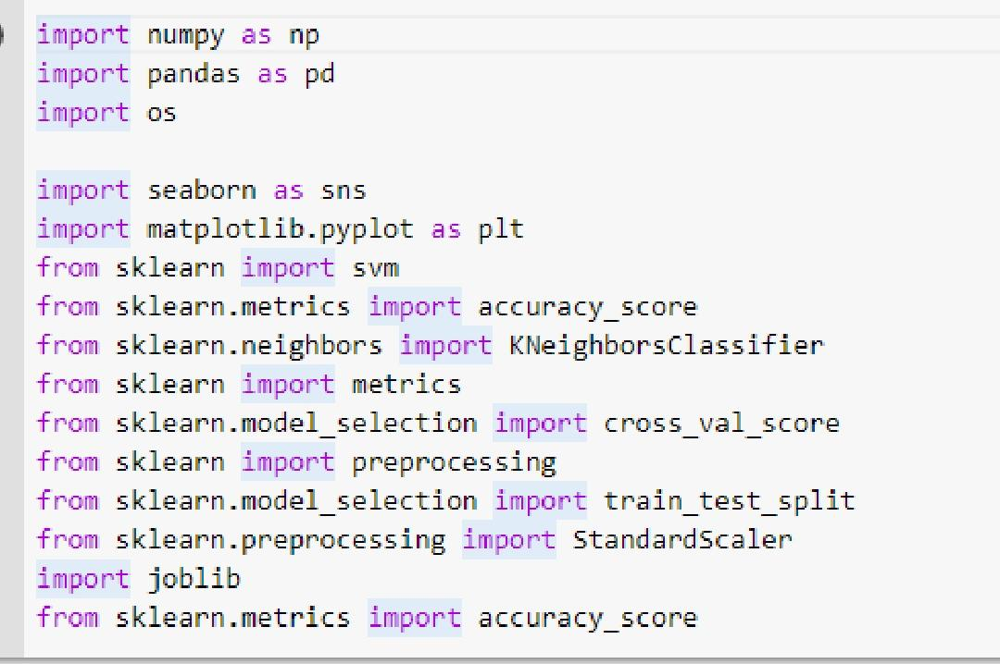 import numpy as np
import pandas as pd
import os
import seaborn as sns
import matplotlib.pyplot as plt
from sklearn import svm
from sklearn.metrics import accuracy_score
from sklearn.neighbors import KNeighborsClassifier
from sklearn import metrics
from sklearn.model_selection import cross_val_score
from sklearn import preprocessing
from sklearn.model_selection import train_test_split
from sklearn.preprocessing import StandardScaler
import joblib
from sklearn.metrics import accuracy_score